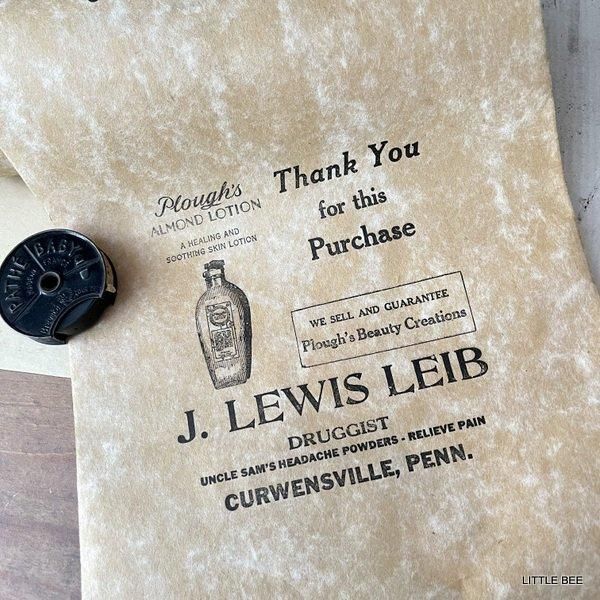 Thank You
for this
Purchase
Plough's
ALMOND LOTION
A HEALING AND
SOOTHING SKIN LOTION
WE SELL AND GUARANTEE
Plough's Beauty Creations
J. LEWIS LEIB
DRUGGIST
UNCLE SAM'S HEADACHE POWDERS - RELIEVE PAIN
CURWENSVILLE, PENN.
PATHÉ BABY
LITTLE BEE